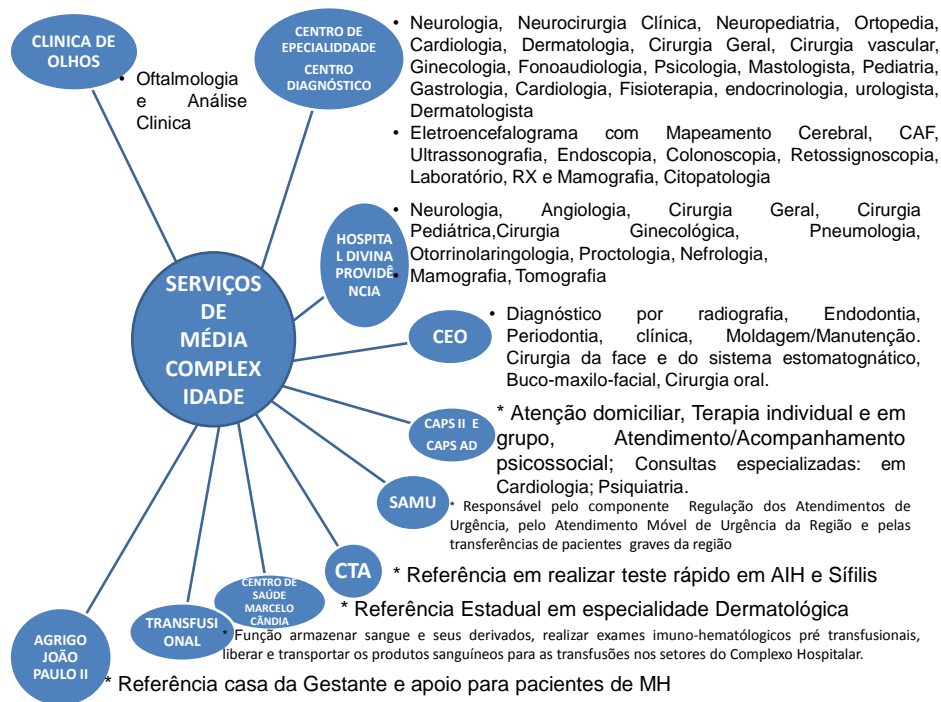 CLINICA DE
OLHOS
• Oftalmologia
e Análise
Clinica
CENTRO DE
EPECIALIDDADE
CENTRO
DIAGNÓSTICO
• Neurologia, Neurocirurgia Clínica, Neuropediatria, Ortopedia,
Cardiologia, Dermatologia, Cirurgia Geral, Cirurgia vascular,
Ginecologia, Fonoaudiologia, Psicologia, Mastologista, Pediatria,
Gastrologia, Cardiologia, Fisioterapia, endocrinologia, urologista,
Dermatologista
• Eletroencefalograma com Mapeamento Cerebral, CAF,
Ultrassonografia, Endoscopia, Colonoscopia, Retossignoscopia,
Laboratório, RX e Mamografia, Citopatologia
HOSPITA
L DIVINA
PROVIDÊ
NCIA
• Neurologia, Angiologia, Cirurgia Geral, Cirurgia
Pediátrica,Cirurgia Ginecológica, Pneumologia,
Otorrinolaringologia, Proctologia, Nefrologia,
• Mamografia, Tomografia
SERVIÇOS
DE
MÉDIA
COMPLEX
IDADE
CEO
• Diagnóstico por radiografia, Endodontia,
Periodontia, clínica, Moldagem/Manutenção.
Cirurgia da face e do sistema estomatognático,
Buco-maxilo-facial, Cirurgia oral.
CAPS II E
CAPS AD
* Atenção domiciliar, Terapia individual e em
grupo, Atendimento/Acompanhamento
psicossocial; Consultas especializadas: em
Cardiologia; Psiquiatria.
SAMU
* Responsável pelo componente Regulação dos Atendimentos de
Urgência, pelo Atendimento Móvel de Urgência da Região e pelas
transferências de pacientes graves da região
CTA
* Referência em realizar teste rápido em AIH e Sífilis
CENTRO DE
SAÚDE
MARCELO
CÂNDIA
* Referência Estadual em especialidade Dermatológica
TRANSFUSI
ONAL
* Função armazenar sangue e seus derivados, realizar exames imuno-hematólogicos pré transfusionais,
liberar e transportar os produtos sanguíneos para as transfusões nos setores do Complexo Hospitalar.
AGRIGO
JOÃO
PAULO II
* Referência casa da Gestante e apoio para pacientes de MH